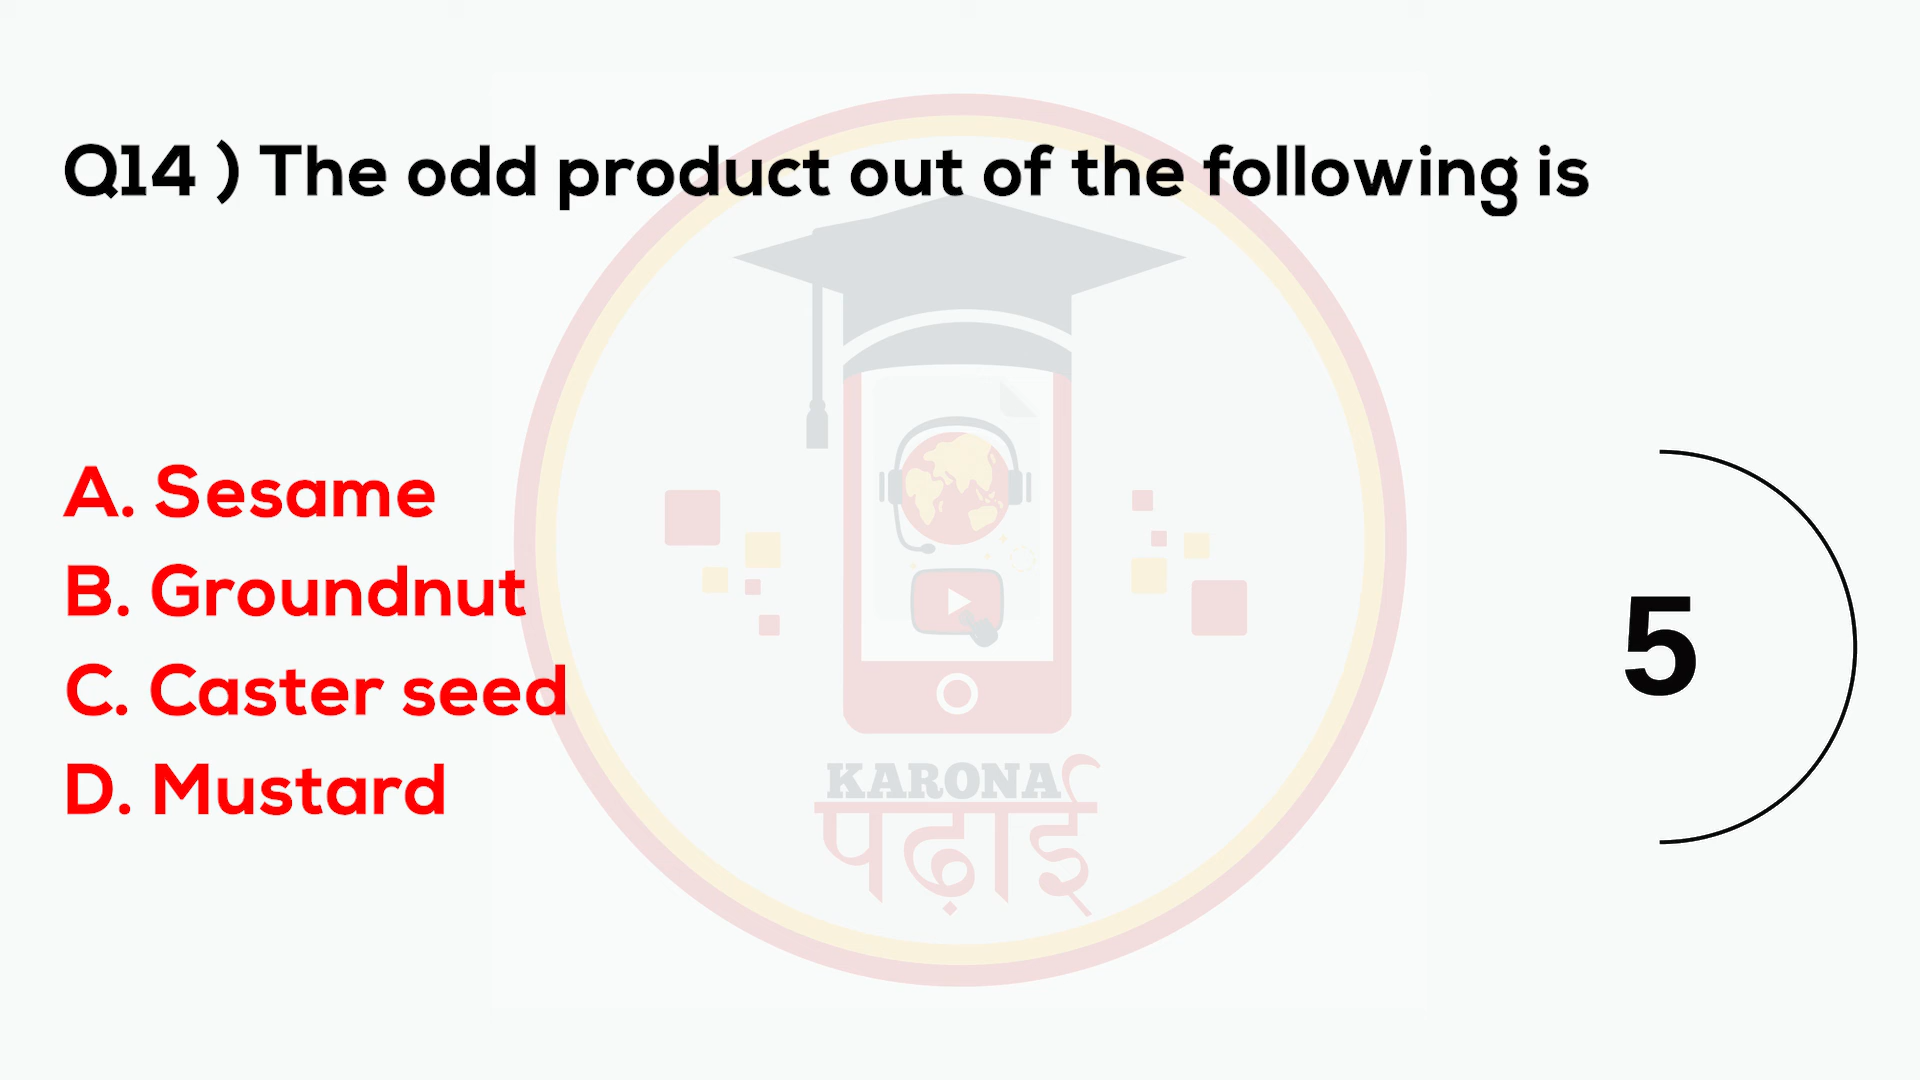 Q14 ) The odd product out of the following is
A. Sesame
B. Groundnut
C. Caster seed
D. Mustard
5
KARONA
पढ़ाई